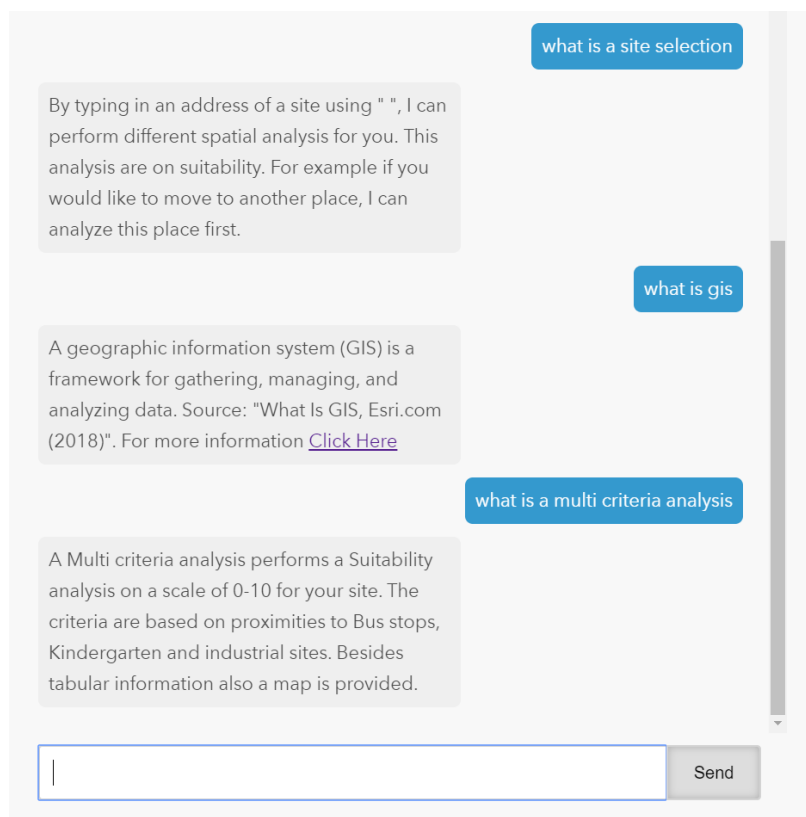 what is a site selection
By typing in an address of a site using " ", I can
perform different spatial analysis for you. This
analysis are on suitability. For example if you
would like to move to another place, I can
analyze this place first.
what is gis
A geographic information system (GIS) is a
framework for gathering, managing, and
analyzing data. Source: "What Is GIS, Esri.com
(2018)". For more information Click Here
what is a multi criteria analysis
A Multi criteria analysis performs a Suitability
analysis on a scale of 0-10 for your site. The
criteria are based on proximities to Bus stops,
Kindergarten and industrial sites. Besides
tabular information also a map is provided.
Send